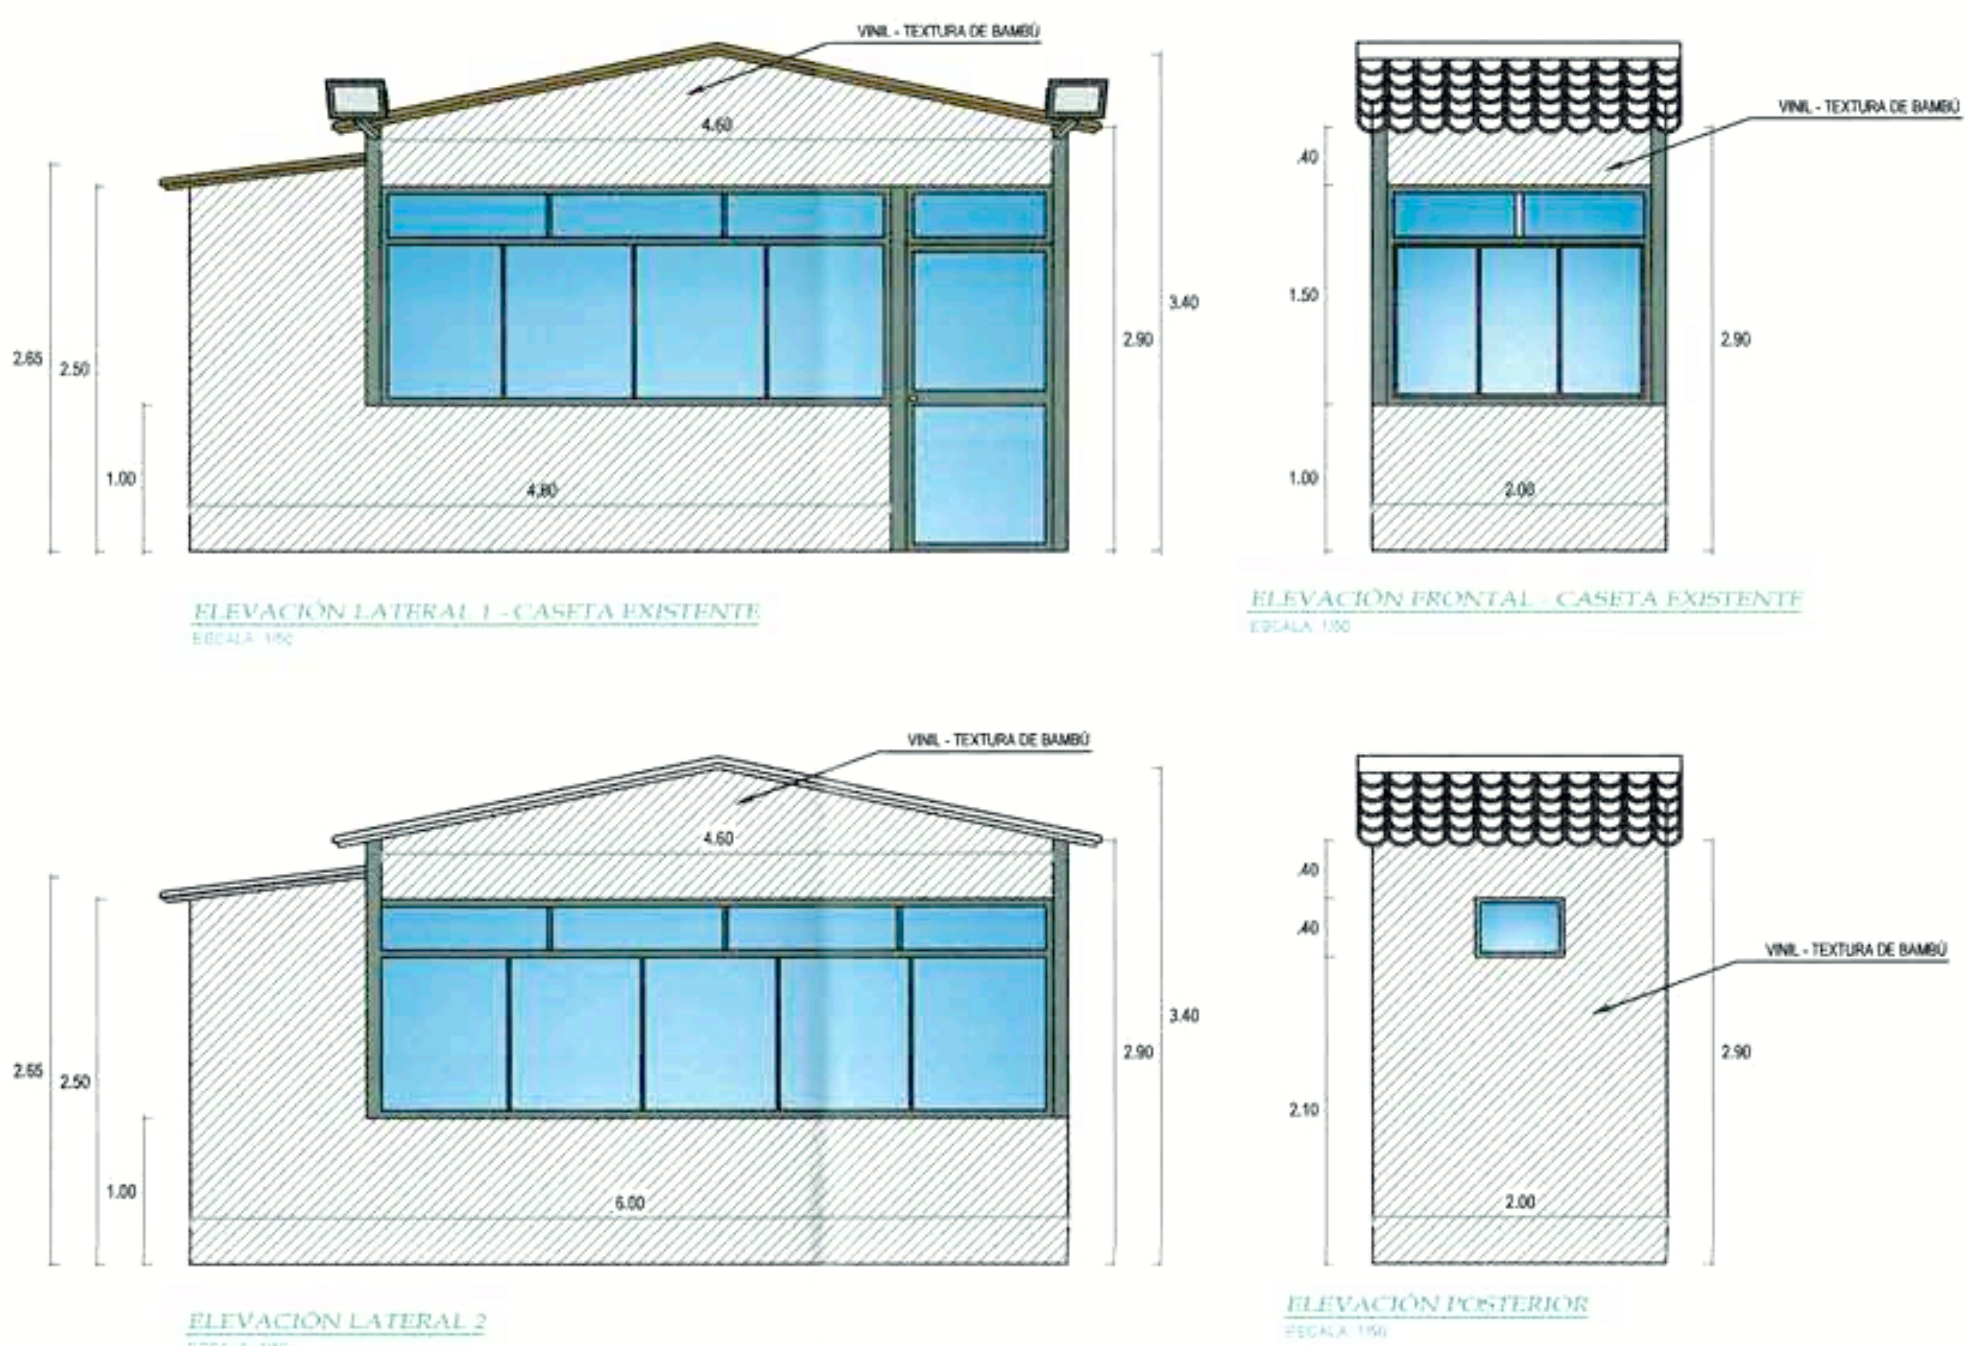 VINIL - TEXTURA DE BAMBÚ
4.60
2.65
2.50
1.00
4.80
3.40
2.90
ELEVACIÓN LATERAL 1 - CASETA EXISTENTE
ESCALA: 1/50
VINIL - TEXTURA DE BAMBÚ
.40
1.50
1.00
2.00
2.90
ELEVACIÓN FRONTAL - CASETA EXISTENTE
ESCALA: 1/50
VINIL - TEXTURA DE BAMBÚ
4.60
2.65
2.50
1.00
6.00
3.40
2.90
ELEVACIÓN LATERAL 2
.40
.40
VINIL - TEXTURA DE BAMBÚ
2.10
2.00
2.90
ELEVACIÓN POSTERIOR
ESCALA: 1/50